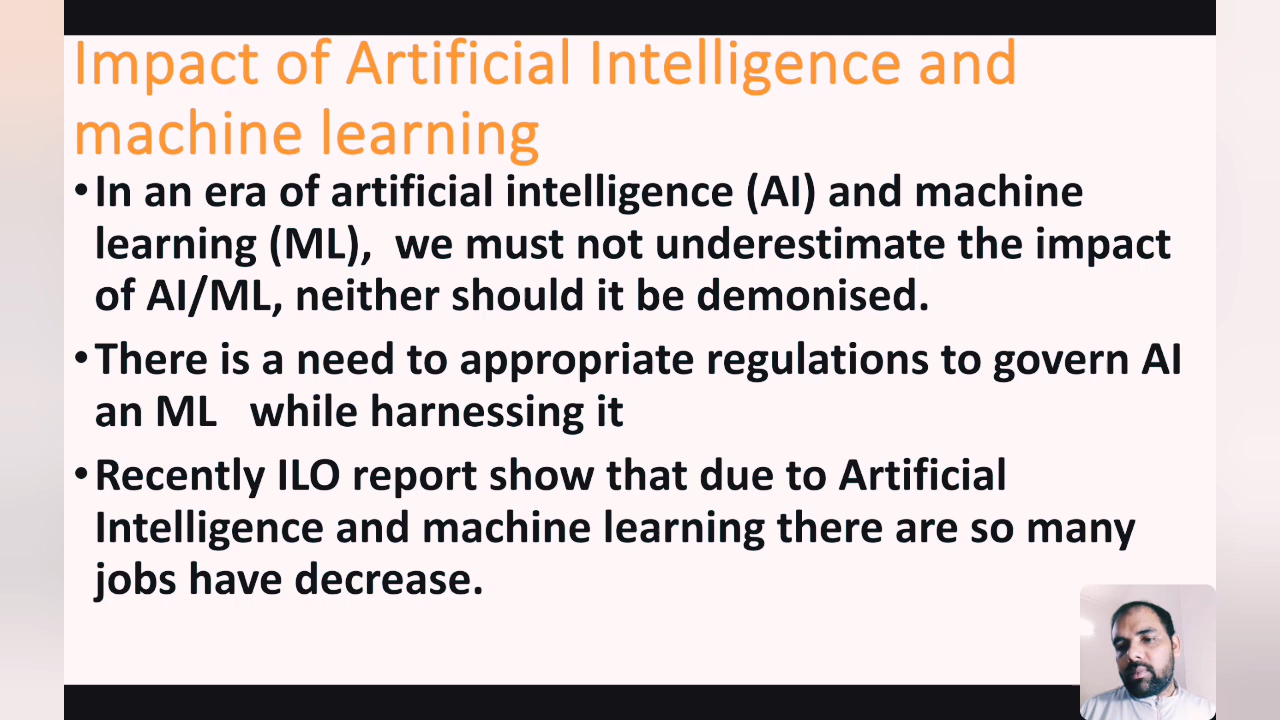 Impact of Artificial Intelligence and
machine learning
•In an era of artificial intelligence (AI) and machine
learning (ML),  we must not underestimate the impact
of AI/ML, neither should it be demonised.
•There is a need to appropriate regulations to govern AI
an ML   while harnessing it
•Recently ILO report show that due to Artificial
Intelligence and machine learning there are so many
jobs have decrease.